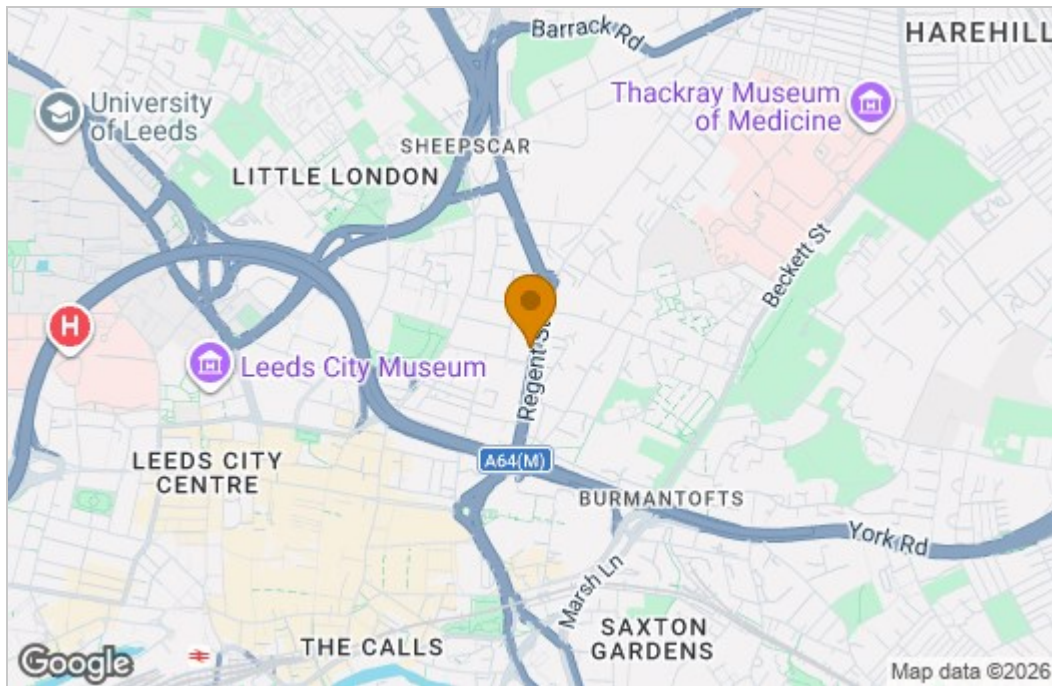 Barrack Rd
HAREHILL
University
of Leeds
Thackray Museum
of Medicine
SHEEPSCAR
LITTLE LONDON
Beckett St
H
Leeds City Museum
Regent St
LEEDS CITY
CENTRE
A64(M)
BURMANTOFTS
York Rd
Marsh Ln
THE CALLS
SAXTON
GARDENS
Google
Map data ©2026